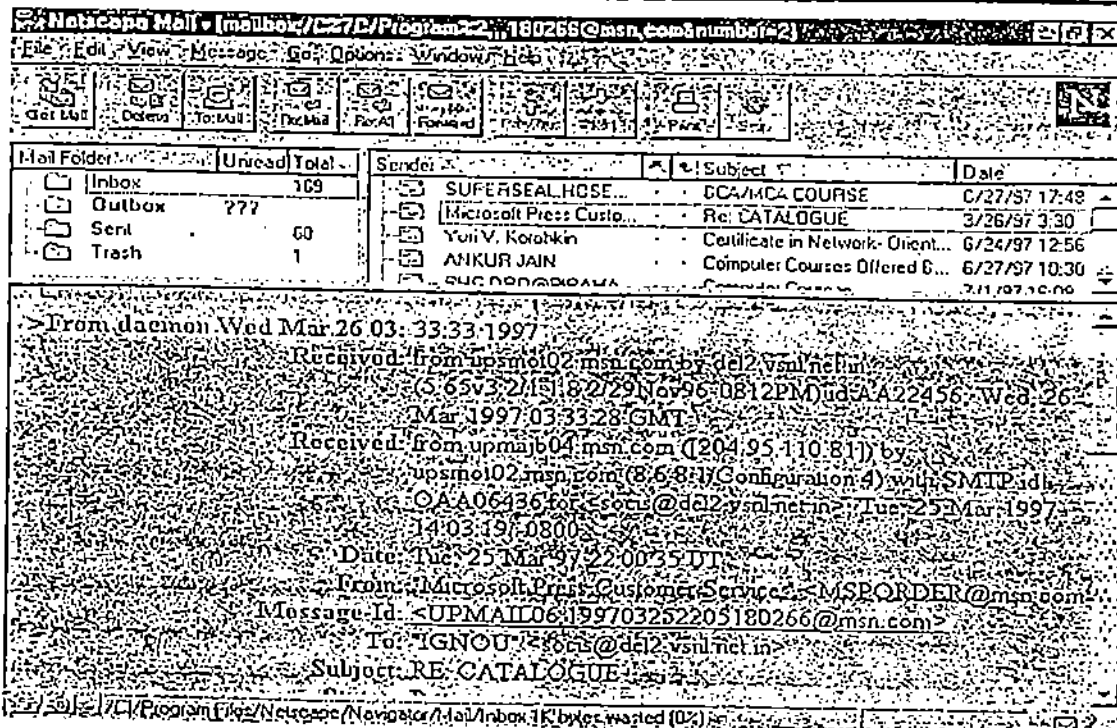 Netscape Mail - [mailbox:/C%7C/Program%2 180266@msn.com&number=2]
File Edit View Message Go Options Window Help
Get Mail Delete To: Mail Re: Mail Re: All Forward Print Stop
Mail Folder Unread Total Sender Subject Date
Inbox 169
Outbox ???
Sent 60
Trash 1
SUPERSEAL HOSE... BCA/MCA COURSE 6/27/97 17:48
Microsoft Press Custo... Re: CATALOGUE 3/26/97 3:30
Yuri V. Korobkin Certificate in Network- Orient... 6/24/97 12:56
ANKUR JAIN Computer Courses Offered B... 6/27/97 10:30
>From daemon Wed Mar 26 03: 33:33 1997
Received: from upsmot02.msn.com by del2.vsnl.net.in
(5.65v3.2/1.1.8.2/29Nov96-0812PM) id AA22456; Wed, 26
Mar 1997 03:33:28 GMT
Received: from upmajb04.msn.com ([204.95.110.81]) by
upsmot02.msn.com (8.6.8.1/Configuration 4) with SMTP id
OAA06436 for <socis@del2.vsnl.net.in>; Tue, 25 Mar 1997
14:03:19 -0800
Date: Tue, 25 Mar 97 22:00:35 UT
From: "Microsoft Press Customer Service" <MSPORDER@msn.com>
Message-Id: <UPMAIL06.199703252205180266@msn.com>
To: "IGNOU" <socis@del2.vsnl.net.in>
Subject: RE: CATALOGUE
/C|/Program Files/Netscape/Navigator/Mail/Inbox 1K bytes wasted (0%)